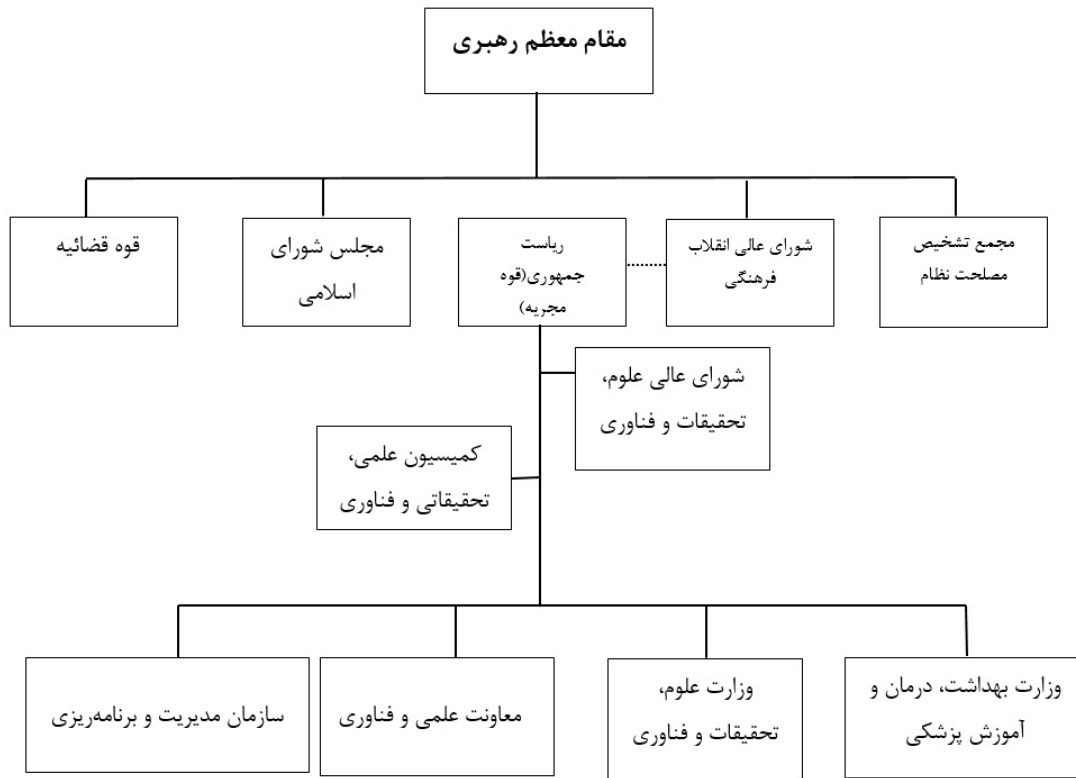 مقام معظم رهبری
مجمع تشخیص
مصلحت نظام
شورای عالی انقلاب
فرهنگی
ریاست
جمهوری(قوه
مجریه)
مجلس شورای
اسلامی
قوه قضائیه
شورای عالی علوم،
تحقیقات و فناوری
کمیسیون علمی،
تحقیقاتی و فناوری
وزارت بهداشت، درمان و
آموزش پزشکی
وزارت علوم،
تحقیقات و فناوری
معاونت علمی و فناوری
سازمان مدیریت و برنامه‌ریزی